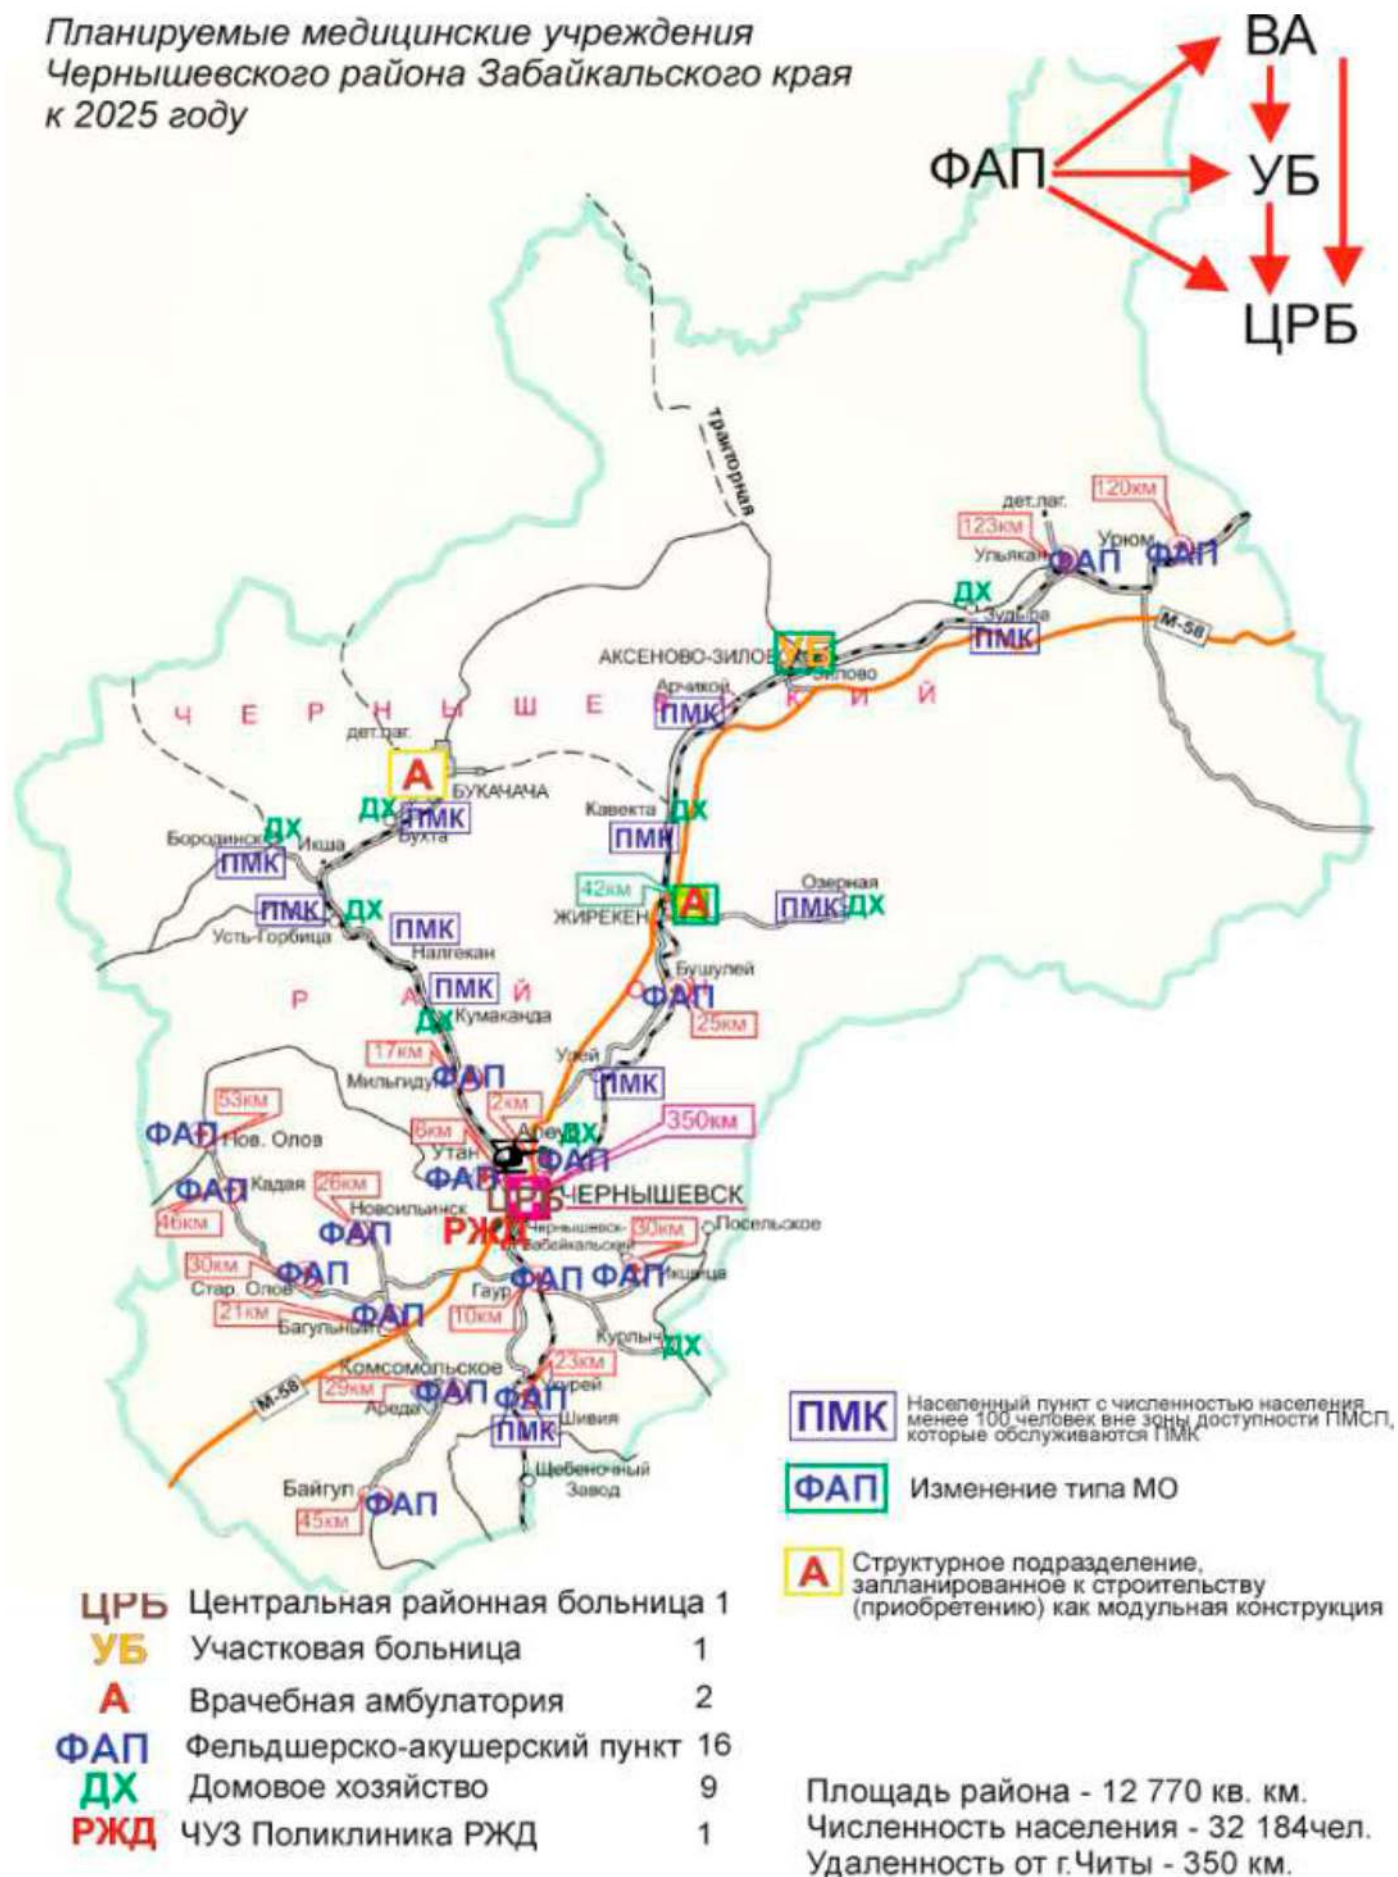 Планируемые медицинские учреждения
Чернышевского района Забайкальского края
к 2025 году
ВА
ФАП
УБ
ЦРБ
тракторная
120км
дет.лаг.
123км
Урюм
Ульякан
ФАП
ФАП
ДХ
Зудыра
ПМК
М-58
УБ
АКСЕНОВО-ЗИЛОВ
Зилово
Арчикой
ПМК
Ч Е Р Н Ы Ш Е В К И Й
дет.лаг.
А
БУКАЧАЧА
ДХ
ПМК
Бухта
Кавекта
ДХ
ПМК
ДХ
Бородинск
Икша
ПМК
42км
А
ЖИРЕКЕН
Озерная
ПМК
ДХ
ПМК
ДХ
Усть-Горбица
ПМК
Налгекан
Бушулей
ФАП
25км
Р А Й
ПМК
Кумаканда
ДХ
17км
Мильгидун
ФАП
Улей
ПМК
53км
ФАП
Нов. Олов
2км
6км
350км
ДХ
Утан
ФАП
ФАП
ФАП
Кадая
46км
26км
Новоильинск
ФАП
ЦРБ
ЧЕРНЫШЕВСК
РЖД
Чернышевск-
Забайкальский
30км
Посельское
30км
ФАП
Стар. Олов
ФАП
ФАП
Икшица
Гаур
10км
21км
ФАП
Багульный
Курлыч
ДХ
Комсомольское
23км
М-58
29км
ФАП
Ареда
ФАП
Шивия
ПМК
Щебеночный
Завод
Байгул
ФАП
45км
ПМК
Населенный пункт с численностью населения
менее 100 человек вне зоны доступности ПМСП,
которые обслуживаются ПМК
ФАП Изменение типа МО
А
Структурное подразделение,
запланированное к строительству
(приобретению) как модульная конструкция
ЦРБ Центральная районная больница 1
УБ Участковая больница 1
А Врачебная амбулатория 2
ФАП Фельдшерско-акушерский пункт 16
ДХ Домовое хозяйство 9
РЖД ЧУЗ Поликлиника РЖД 1
Площадь района - 12 770 кв. км.
Численность населения - 32 184чел.
Удаленность от г.Читы - 350 км.